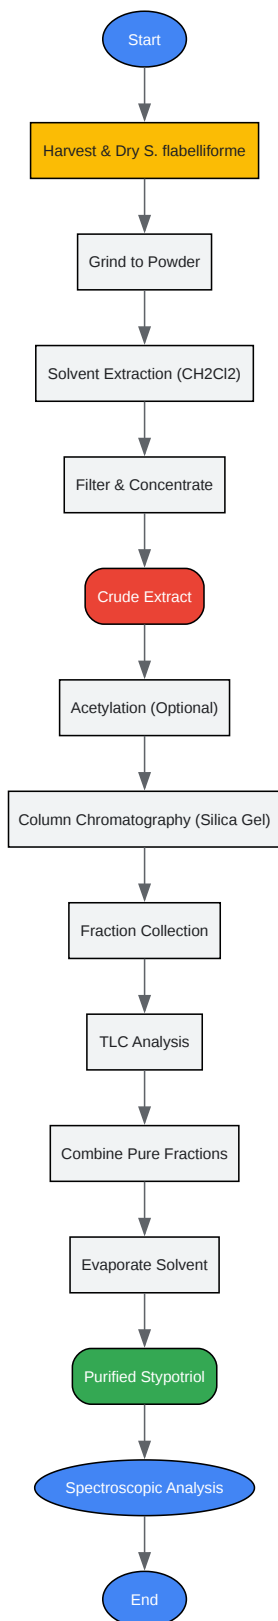 Start
Harvest & Dry S. flabelliforme
Grind to Powder
Solvent Extraction (CH2Cl2)
Filter & Concentrate
Crude Extract
Acetylation (Optional)
Column Chromatography (Silica Gel)
Fraction Collection
TLC Analysis
Combine Pure Fractions
Evaporate Solvent
Purified Stypotriol
Spectroscopic Analysis
End